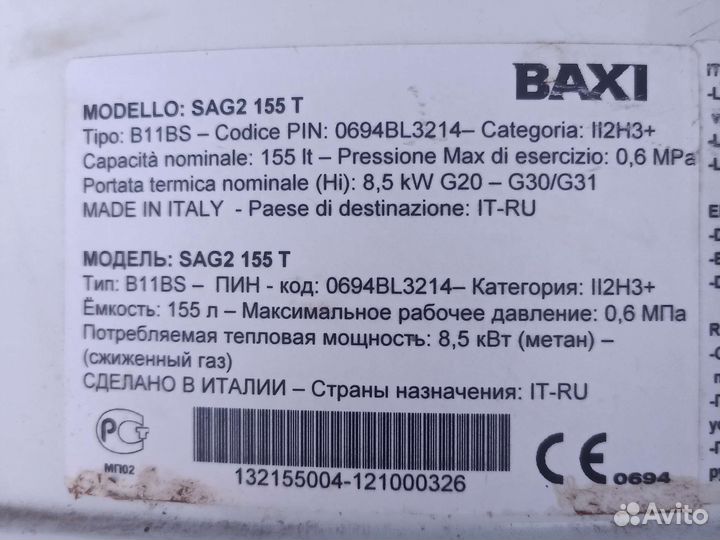 BAXI
MODELLO: SAG2 155 T
Tipo: B11BS – Codice PIN: 0694BL3214– Categoria: II2H3+
Capacità nominale: 155 lt – Pressione Max di esercizio: 0,6 MPa
Portata termica nominale (Hi): 8,5 kW G20 – G30/G31
MADE IN ITALY - Paese di destinazione: IT-RU
МОДЕЛЬ: SAG2 155 T
Тип: B11BS – ПИН - код: 0694BL3214– Категория: II2H3+
Ёмкость: 155 л – Максимальное рабочее давление: 0,6 МПа
Потребляемая тепловая мощность: 8,5 кВт (метан) –
(сжиженный газ)
СДЕЛАНО В ИТАЛИИ – Страны назначения: IT-RU
РСТ
МП02
132155004-121000326
CE 0694
Avito